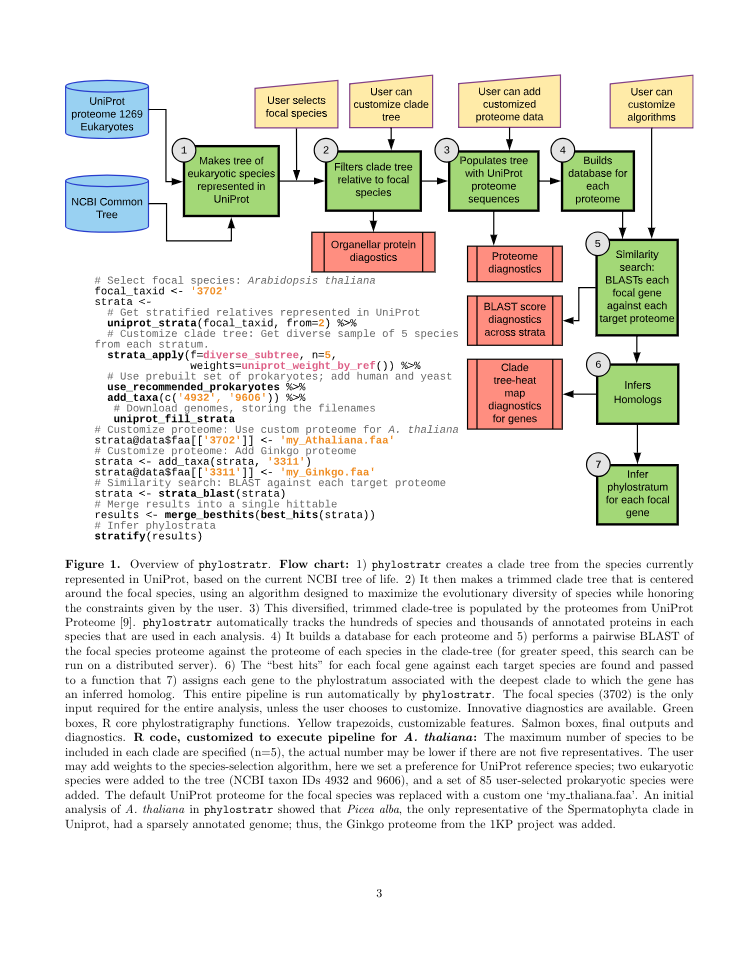 UniProt
proteome 1269
Eukaryotes
NCBI Common
Tree
User selects
focal species
User can
customize clade
tree
User can add
customized
proteome data
User can
customize
algorithms
1
Makes tree of
eukaryotic species
represented in
UniProt
2
Filters clade tree
relative to focal
species
3
Populates tree
with UniProt
proteome
sequences
4
Builds
database for
each
proteome
Organellar protein
diagostics
Proteome
diagnostics
5
Similarity
search:
BLASTs each
focal gene
against each
target proteome
BLAST score
diagnostics
across strata
6
Infers
Homologs
Clade
tree-heat
map
diagnostics
for genes
7
Infer
phylostratum
for each focal
gene
# Select focal species: Arabidopsis thaliana
focal_taxid <- '3702'
strata <-
# Get stratified relatives represented in UniProt
uniprot_strata(focal_taxid, from=2) %>%
# Customize clade tree: Get diverse sample of 5 species
from each stratum.
strata_apply(f=diverse_subtree, n=5,
weights=uniprot_weight_by_ref()) %>%
# Use prebuilt set of prokaryotes; add human and yeast
use_recommended_prokaryotes %>%
add_taxa(c('4932', '9606')) %>%
# Download genomes, storing the filenames
uniprot_fill_strata
# Customize proteome: Use custom proteome for A. thaliana
strata@data$faa[['3702']] <- 'my_Athaliana.faa'
# Customize proteome: Add Ginkgo proteome
strata <- add_taxa(strata, '3311')
strata@data$faa[['3311']] <- 'my_Ginkgo.faa'
# Similarity search: BLAST against each target proteome
strata <- strata_blast(strata)
# Merge results into a single hittable
results <- merge_besthits(best_hits(strata))
# Infer phylostrata
stratify(results)
Figure 1. Overview of phylostratr. Flow chart: 1) phylostratr creates a clade tree from the species currently
represented in UniProt, based on the current NCBI tree of life. 2) It then makes a trimmed clade tree that is centered
around the focal species, using an algorithm designed to maximize the evolutionary diversity of species while honoring
the constraints given by the user. 3) This diversified, trimmed clade-tree is populated by the proteomes from UniProt
Proteome [9]. phylostratr automatically tracks the hundreds of species and thousands of annotated proteins in each
species that are used in each analysis. 4) It builds a database for each proteome and 5) performs a pairwise BLAST of
the focal species proteome against the proteome of each species in the clade-tree (for greater speed, this search can be
run on a distributed server). 6) The “best hits” for each focal gene against each target species are found and passed
to a function that 7) assigns each gene to the phylostratum associated with the deepest clade to which the gene has
an inferred homolog. This entire pipeline is run automatically by phylostratr. The focal species (3702) is the only
input required for the entire analysis, unless the user chooses to customize. Innovative diagnostics are available. Green
boxes, R core phylostratigraphy functions. Yellow trapezoids, customizable features. Salmon boxes, final outputs and
diagnostics. R code, customized to execute pipeline for A. thaliana: The maximum number of species to be
included in each clade are specified (n=5), the actual number may be lower if there are not five representatives. The user
may add weights to the species-selection algorithm, here we set a preference for UniProt reference species; two eukaryotic
species were added to the tree (NCBI taxon IDs 4932 and 9606), and a set of 85 user-selected prokaryotic species were
added. The default UniProt proteome for the focal species was replaced with a custom one ‘my_thaliana.faa’. An initial
analysis of A. thaliana in phylostratr showed that Picea alba, the only representative of the Spermatophyta clade in
Uniprot, had a sparsely annotated genome; thus, the Ginkgo proteome from the 1KP project was added.
3